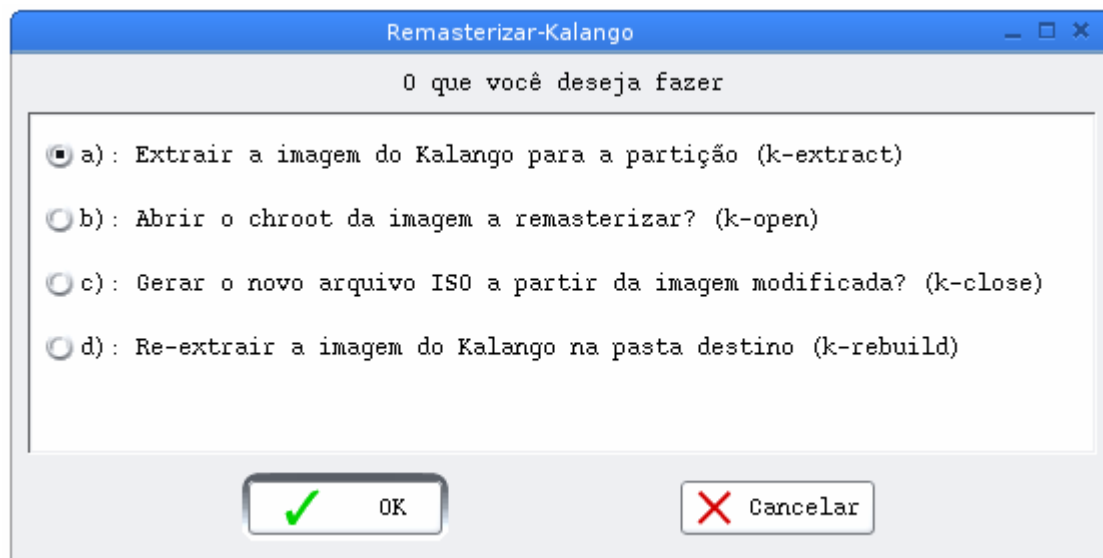 Remasterizar-Kalango
O que você deseja fazer
a): Extrair a imagem do Kalango para a partição (k-extract)
b): Abrir o chroot da imagem a remasterizar? (k-open)
c): Gerar o novo arquivo ISO a partir da imagem modificada? (k-close)
d): Re-extrair a imagem do Kalango na pasta destino (k-rebuild)
OK
Cancelar